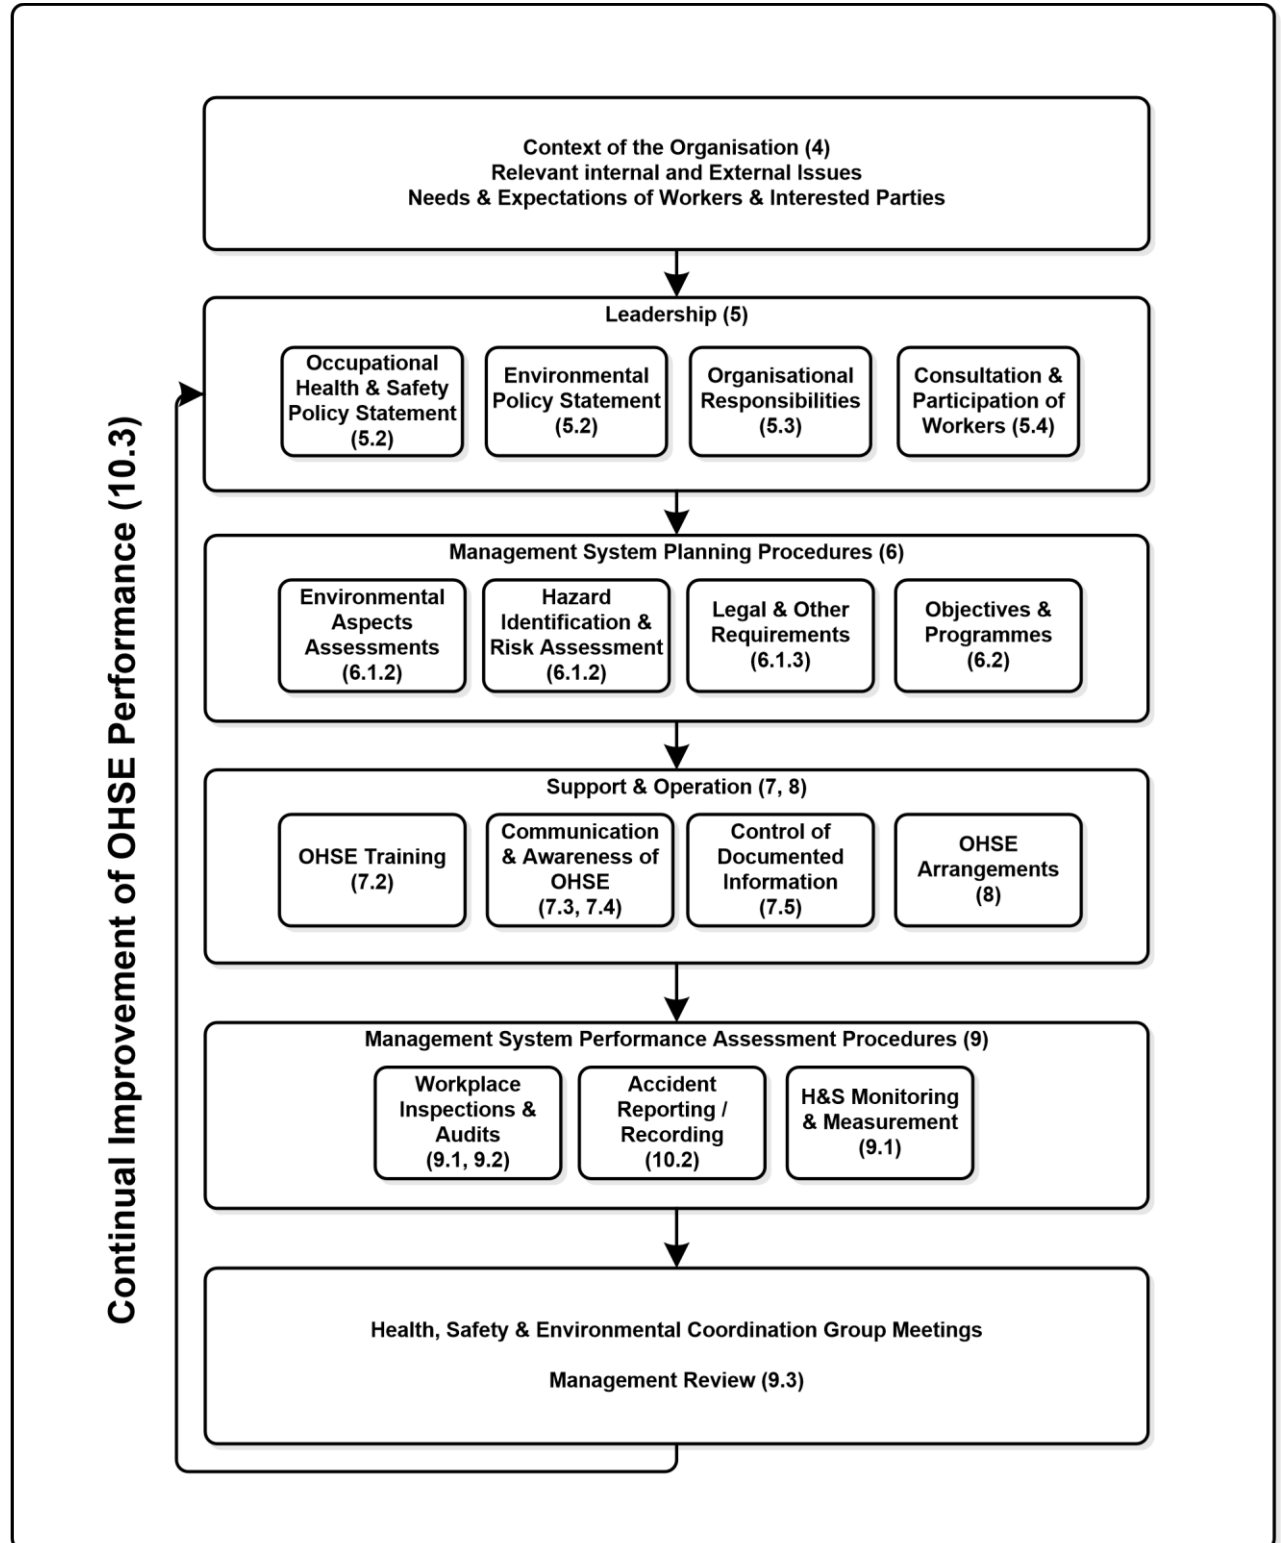 Context of the Organisation (4)
Relevant internal and External Issues
Needs & Expectations of Workers & Interested Parties
Leadership (5)
Occupational
Health & Safety
Policy Statement
(5.2)
Environmental
Policy Statement
(5.2)
Organisational
Responsibilities
(5.3)
Consultation &
Participation of
Workers (5.4)
Management System Planning Procedures (6)
Environmental
Aspects
Assessments
(6.1.2)
Hazard
Identification &
Risk Assessment
(6.1.2)
Legal & Other
Requirements
(6.1.3)
Objectives &
Programmes
(6.2)
Support & Operation (7, 8)
OHSE Training
(7.2)
Communication
& Awareness of
OHSE
(7.3, 7.4)
Control of
Documented
Information
(7.5)
OHSE
Arrangements
(8)
Management System Performance Assessment Procedures (9)
Workplace
Inspections &
Audits
(9.1, 9.2)
Accident
Reporting /
Recording
(10.2)
H&S Monitoring
& Measurement
(9.1)
Health, Safety & Environmental Coordination Group Meetings
Management Review (9.3)
Continual Improvement of OHSE Performance (10.3)